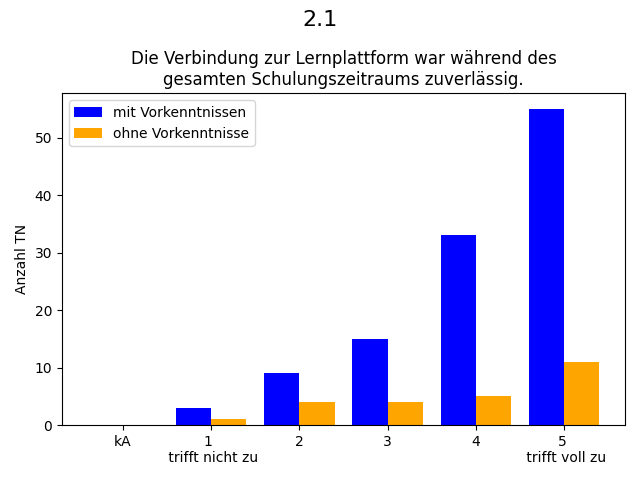 2.1
Die Verbindung zur Lernplattform war während des
gesamten Schulungszeitraums zuverlässig.
mit Vorkenntnissen
ohne Vorkenntnisse
Anzahl TN
50
40
30
20
10
0
kA 1 2 3 4 5
trifft nicht zu trifft voll zu